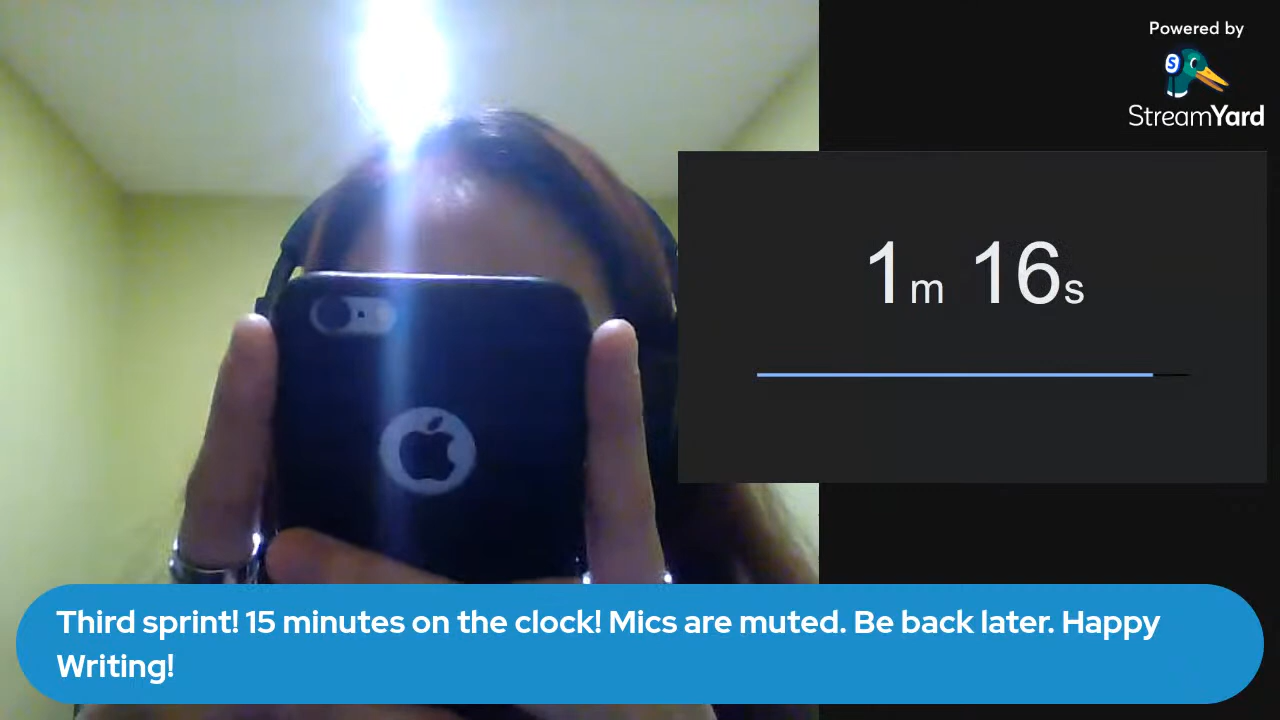 Powered by
S
StreamYard
1m 16s
Third sprint! 15 minutes on the clock! Mics are muted. Be back later. Happy
Writing!